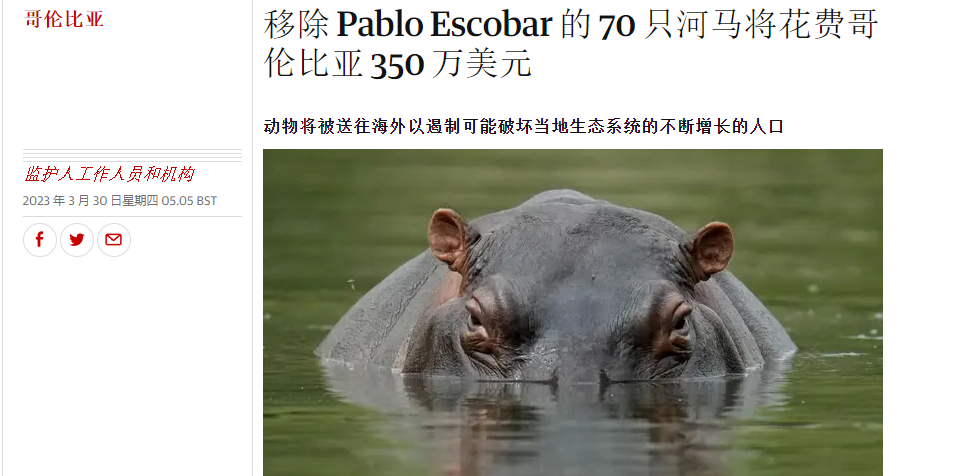 哥伦比亚
移除 Pablo Escobar 的 70 只河马将花费哥
伦比亚 350 万美元
动物将被送往海外以遏制可能破坏当地生态系统的不断增长的人口
监护人工作人员和机构
2023 年 3 月 30 日星期四 05.05 BST